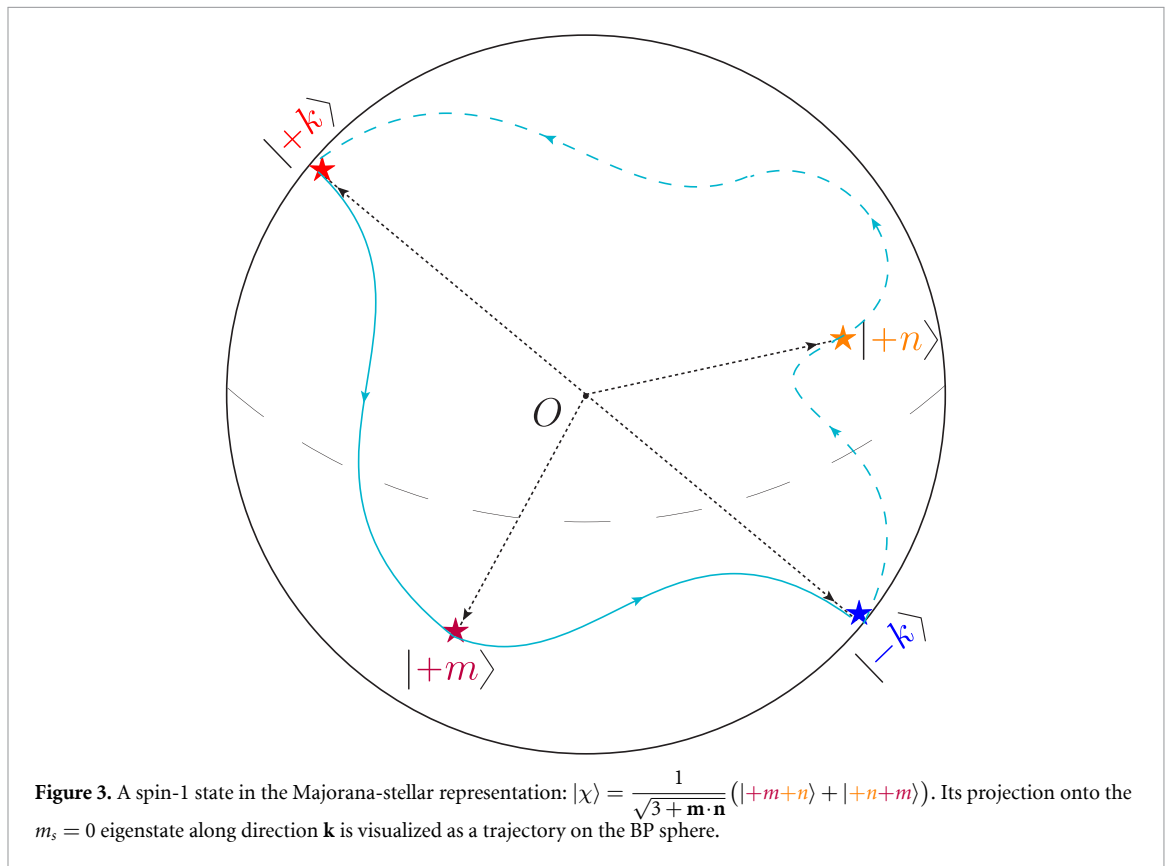 |+k⟩
|+n⟩
O
|+m⟩
|−k⟩
Figure 3. A spin-1 state in the Majorana-stellar representation: |χ⟩ = 1/√(3 + m·n) (|+m+n⟩ + |+n+m⟩). Its projection onto the
mₛ = 0 eigenstate along direction k is visualized as a trajectory on the BP sphere.